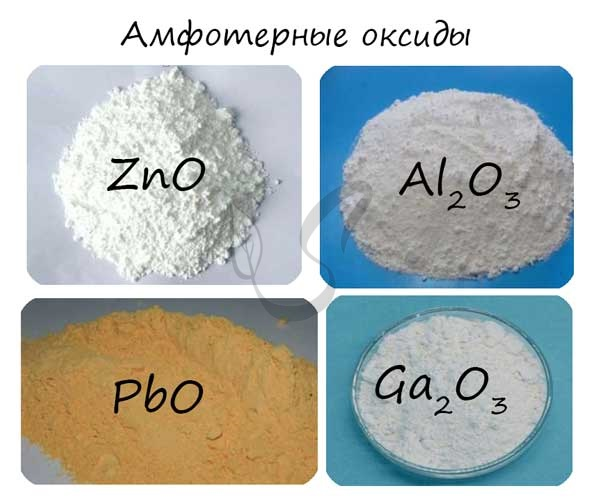 Амфотерные оксиды
ZnO
Al₂O₃
PbO
Ga₂O₃